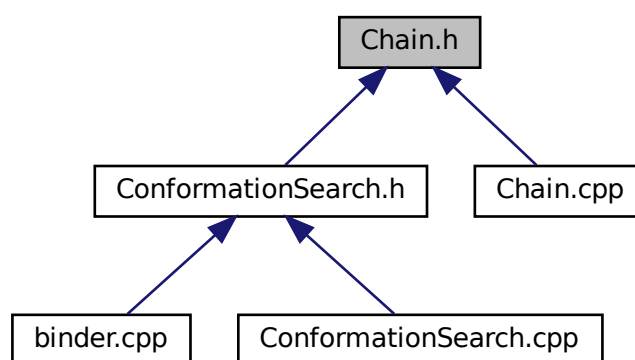 Chain.h
ConformationSearch.h
Chain.cpp
binder.cpp
ConformationSearch.cpp